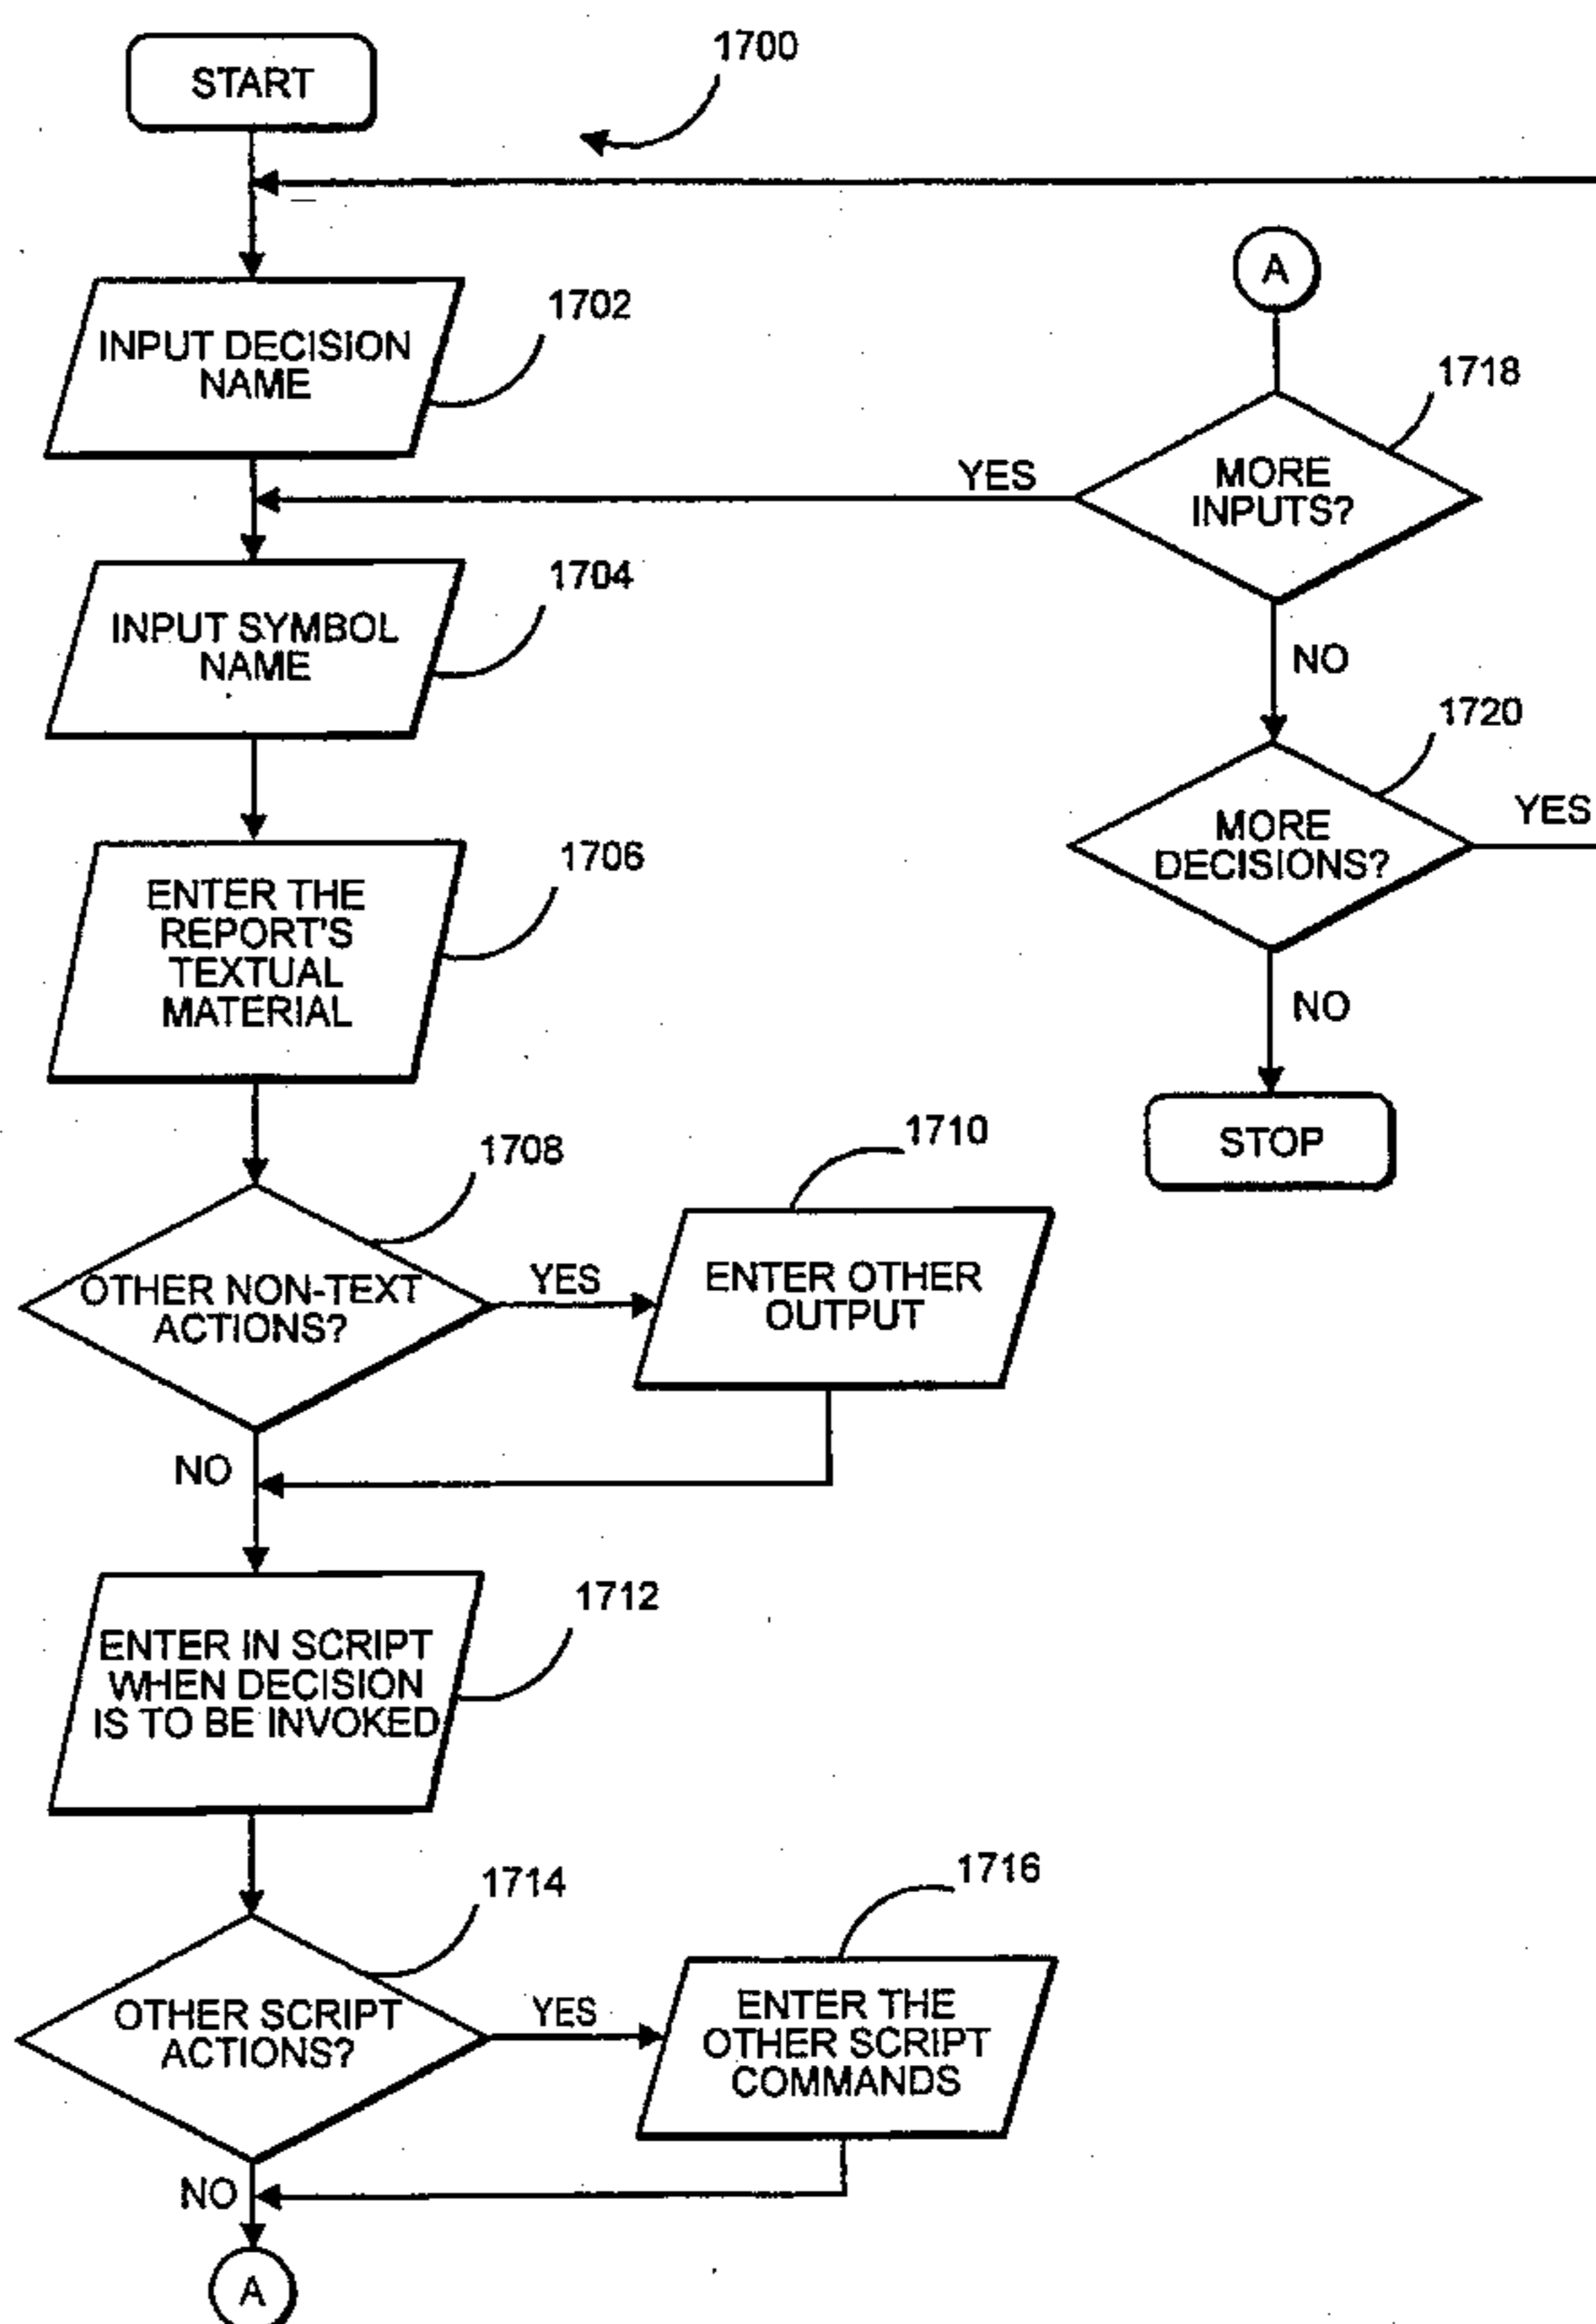 START
1700
INPUT DECISION
NAME
1702
INPUT SYMBOL
NAME
1704
ENTER THE
REPORT'S
TEXTUAL
MATERIAL
1706
OTHER NON-TEXT
ACTIONS?
1708
YES
NO
ENTER OTHER
OUTPUT
1710
ENTER IN SCRIPT
WHEN DECISION
IS TO BE INVOKED
1712
OTHER SCRIPT
ACTIONS?
1714
YES
NO
ENTER THE
OTHER SCRIPT
COMMANDS
1716
A
A
MORE
INPUTS?
1718
YES
NO
MORE
DECISIONS?
1720
YES
NO
STOP